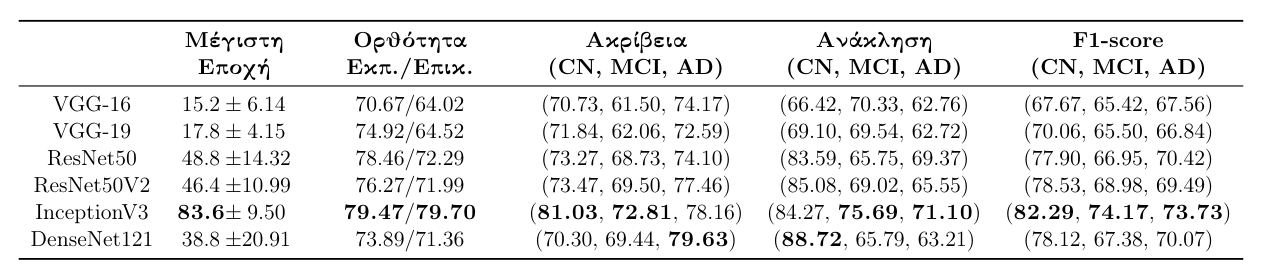 Μέγιστη Ορθότητα Ακρίβεια Ανάκληση F1-score
Εποχή Εκπ./Επικ. (CN, MCI, AD) (CN, MCI, AD) (CN, MCI, AD)
VGG-16 15.2 ± 6.14 70.67/64.02 (70.73, 61.50, 74.17) (66.42, 70.33, 62.76) (67.67, 65.42, 67.56)
VGG-19 17.8 ± 4.15 74.92/64.52 (71.84, 62.06, 72.59) (69.10, 69.54, 62.72) (70.06, 65.50, 66.84)
ResNet50 48.8 ±14.32 78.46/72.29 (73.27, 68.73, 74.10) (83.59, 65.75, 69.37) (77.90, 66.95, 70.42)
ResNet50V2 46.4 ±10.99 76.27/71.99 (73.47, 69.50, 77.46) (85.08, 69.02, 65.55) (78.53, 68.98, 69.49)
InceptionV3 83.6± 9.50 79.47/79.70 (81.03, 72.81, 78.16) (84.27, 75.69, 71.10) (82.29, 74.17, 73.73)
DenseNet121 38.8 ±20.91 73.89/71.36 (70.30, 69.44, 79.63) (88.72, 65.79, 63.21) (78.12, 67.38, 70.07)